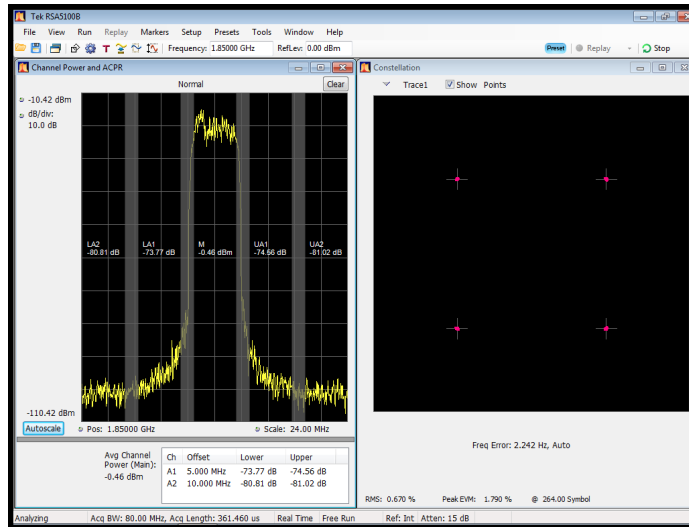 Tek RSA5100B
File View Run Replay Markers Setup Presets Tools Window Help
T Frequency: 1.85000 GHz RefLev: 0.00 dBm Preset Replay Stop
Channel Power and ACPR
Normal Clear
-10.42 dBm
dB/div:
10.0 dB
LA2 LA1 M UA1 UA2
-80.81 dB -73.77 dB -0.46 dBm -74.56 dB -81.02 dB
-110.42 dBm
Autoscale Pos: 1.85000 GHz Scale: 24.00 MHz
Avg Channel
Power (Main):
-0.46 dBm
Ch Offset Lower Upper
A1 5.000 MHz -73.77 dB -74.56 dB
A2 10.000 MHz -80.81 dB -81.02 dB
Constellation
Trace1 Show Points
Freq Error: 2.242 Hz, Auto
RMS: 0.670 % Peak EVM: 1.790 % @ 264.00 Symbol
Analyzing Acq BW: 80.00 MHz, Acq Length: 361.460 us Real Time Free Run Ref: Int Atten: 15 dB